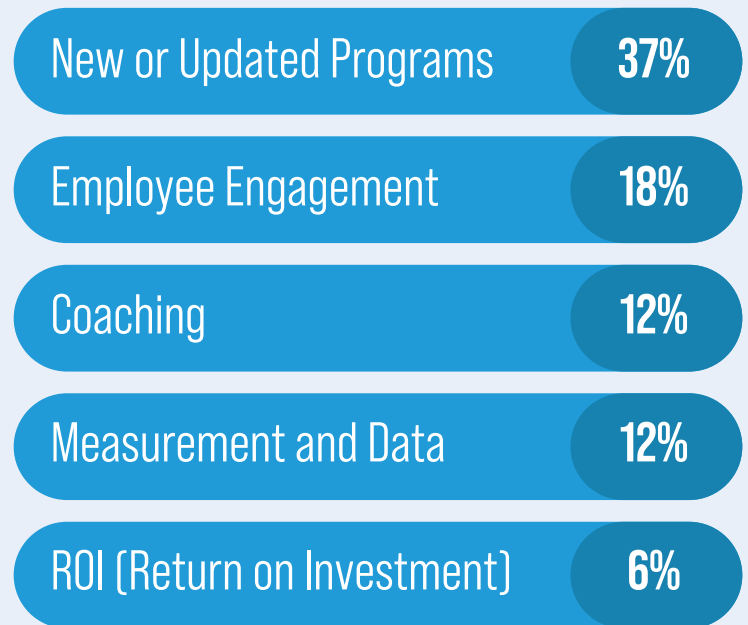 New or Updated Programs 37%
Employee Engagement 18%
Coaching 12%
Measurement and Data 12%
ROI (Return on Investment) 6%